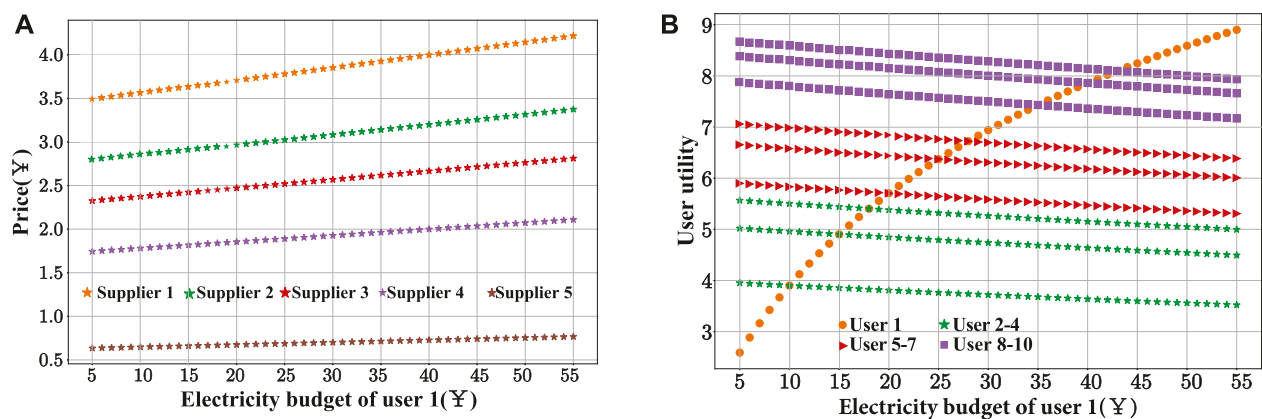 A
Price(¥)
4.0
3.5
3.0
2.5
2.0
1.5
1.0
0.5
Supplier 1
Supplier 2
Supplier 3
Supplier 4
Supplier 5
5 10 15 20 25 30 35 40 45 50 55
Electricity budget of user 1(¥)
B
User utility
9
8
7
6
5
4
3
User 1
User 2-4
User 5-7
User 8-10
5 10 15 20 25 30 35 40 45 50 55
Electricity budget of user 1(¥)